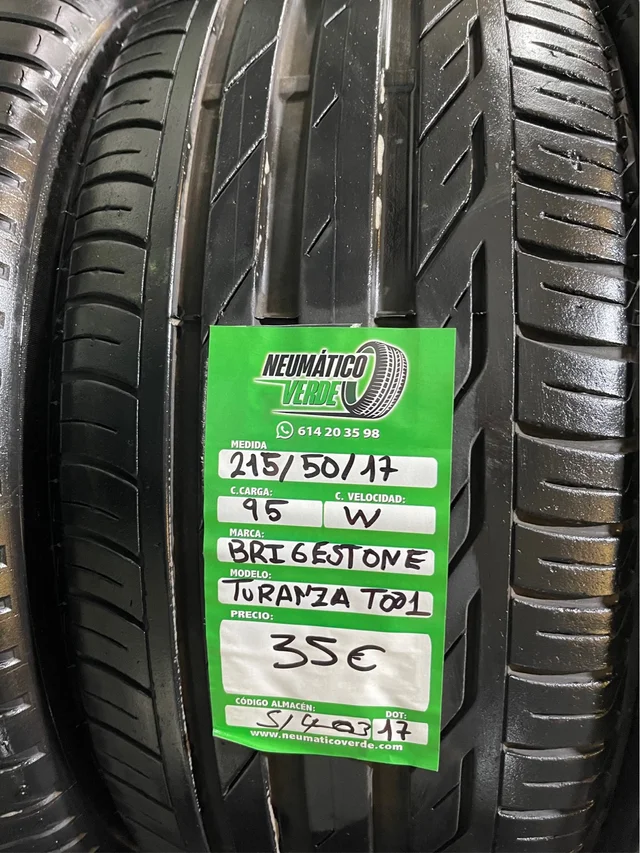 NEUMÁTICO
VERDE
614 20 35 98
MEDIDA
215/50/17
C.CARGA: C. VELOCIDAD:
95 W
MARCA:
BRIGESTONE
MODELO:
TURANZA T001
PRECIO:
35€
CÓDIGO ALMACÉN: DOT:
17
www.neumaticoverde.com